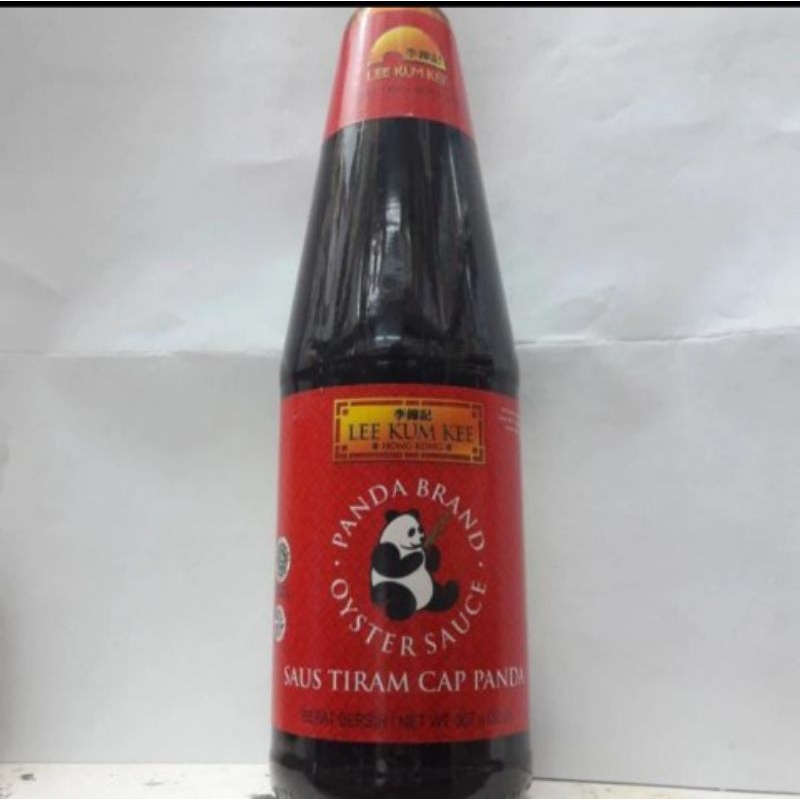 李錦記
LEE KUM KEE
李錦記
LEE KUM KEE
HONG KONG
PANDA BRAND
OYSTER SAUCE
SAUS TIRAM CAP PANDA
BERAT BERSIH / NET WT. 907 g